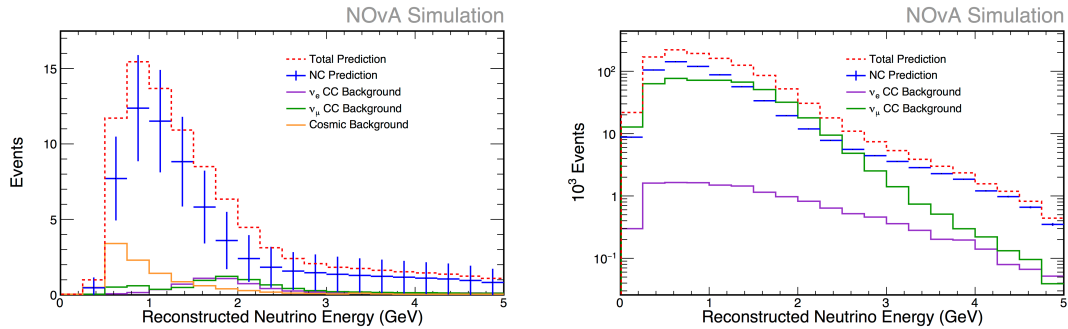 NOvA Simulation
Events
15
10
5
0
Total Prediction
NC Prediction
νe CC Background
νμ CC Background
Cosmic Background
0 1 2 3 4 5
Reconstructed Neutrino Energy (GeV)
NOvA Simulation
10³ Events
10²
10
1
10⁻¹
Total Prediction
NC Prediction
νe CC Background
νμ CC Background
0 1 2 3 4 5
Reconstructed Neutrino Energy (GeV)